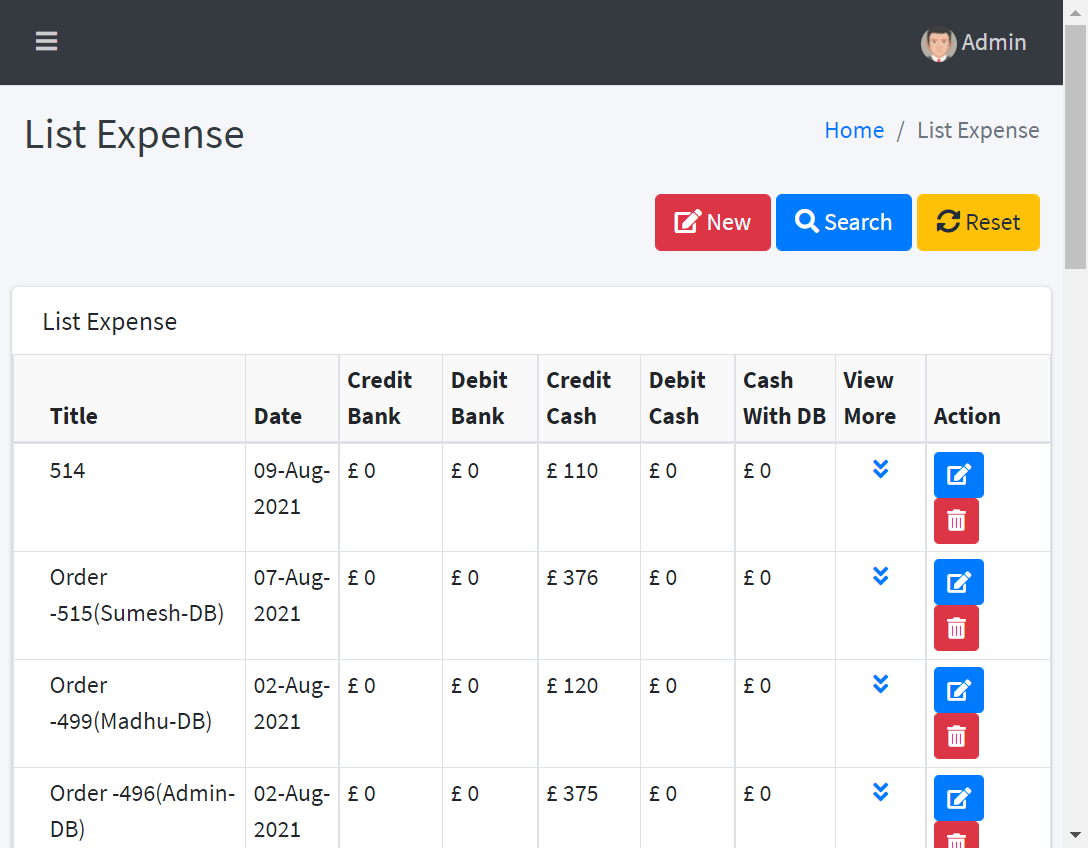 Admin
List Expense
Home / List Expense
New Search Reset
List Expense
Title Date Credit Bank Debit Bank Credit Cash Debit Cash Cash With DB View More Action
514 09-Aug-2021 £ 0 £ 0 £ 110 £ 0 £ 0
Order -515(Sumesh-DB) 07-Aug-2021 £ 0 £ 0 £ 376 £ 0 £ 0
Order -499(Madhu-DB) 02-Aug-2021 £ 0 £ 0 £ 120 £ 0 £ 0
Order -496(Admin-DB) 02-Aug-2021 £ 0 £ 0 £ 375 £ 0 £ 0